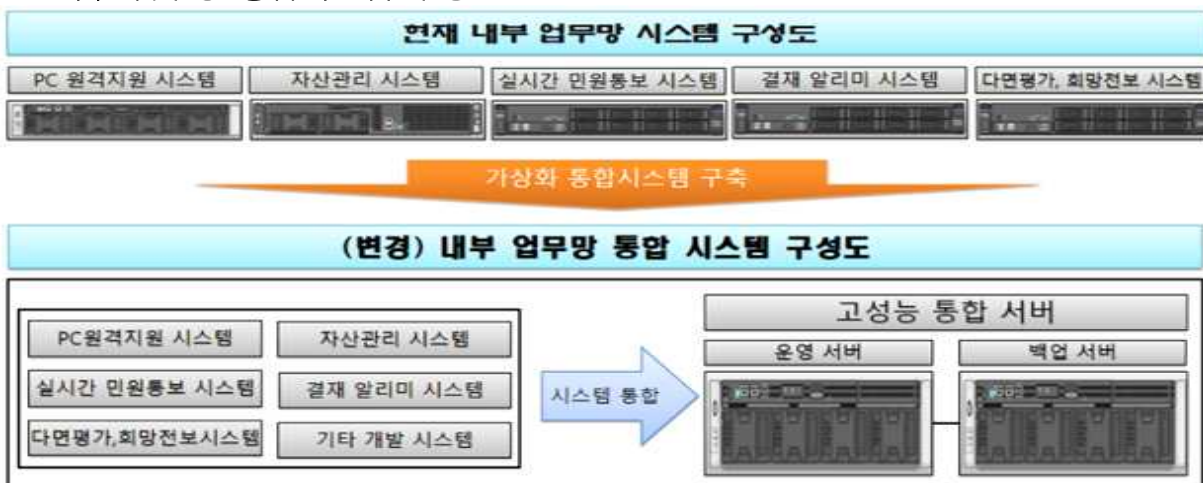 현재 내부 업무망 시스템 구성도
PC 원격지원 시스템
자산관리 시스템
실시간 민원통보 시스템
결재 알리미 시스템
다면평가, 희망전보 시스템
가상화 통합시스템 구축
(변경) 내부 업무망 통합 시스템 구성도
PC원격지원 시스템
자산관리 시스템
실시간 민원통보 시스템
결재 알리미 시스템
다면평가,희망전보시스템
기타 개발 시스템
시스템 통합
고성능 통합 서버
운영 서버
백업 서버